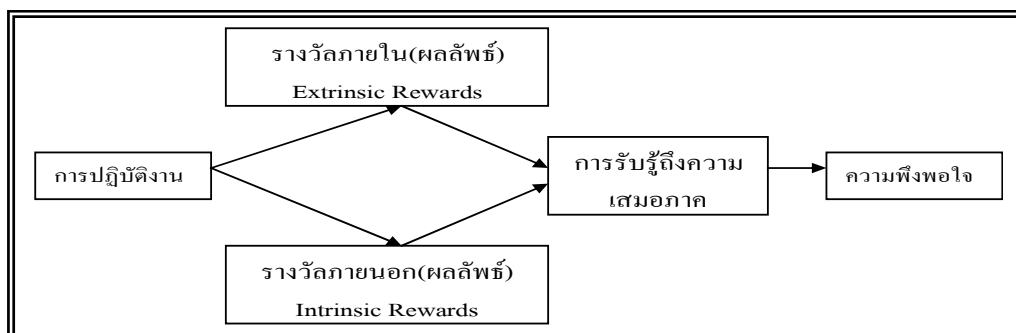 รางวัลภายใน(ผลลัพธ์)
Extrinsic Rewards
การปฏิบัติงาน
การรับรู้ถึงความ
เสมอภาค
ความพึงพอใจ
รางวัลภายนอก(ผลลัพธ์)
Intrinsic Rewards